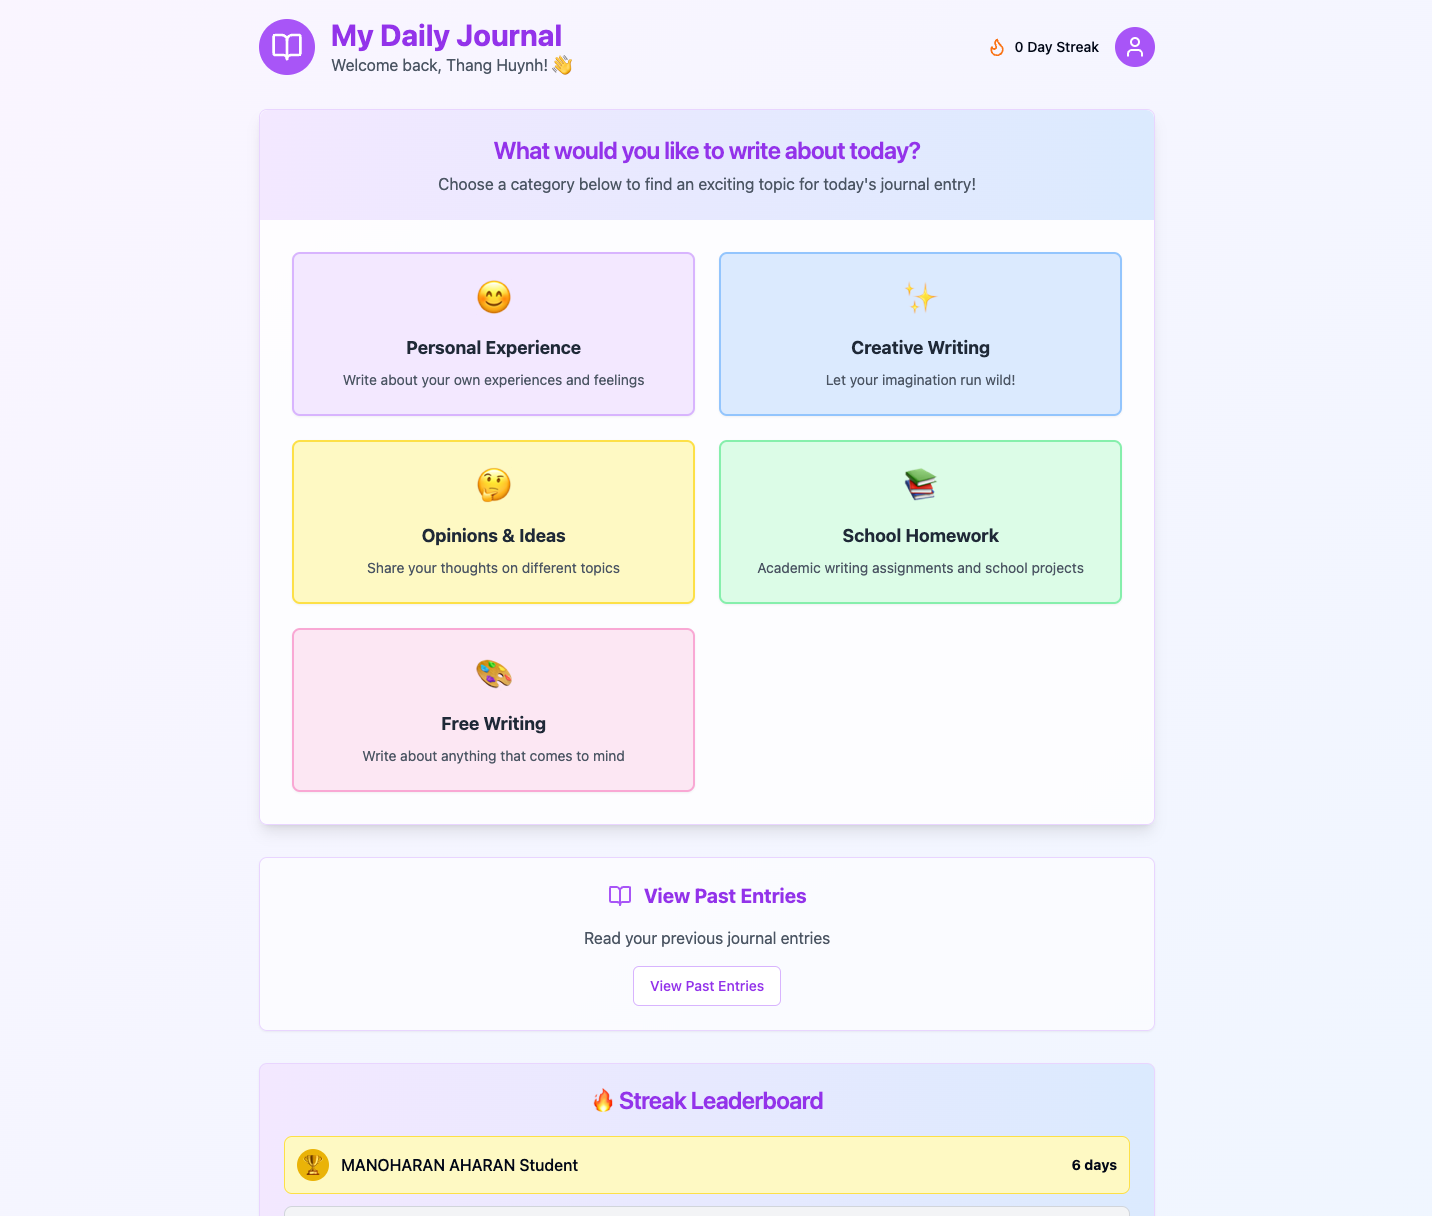 My Daily Journal
Welcome back, Thang Huynh! 👋
0 Day Streak
What would you like to write about today?
Choose a category below to find an exciting topic for today's journal entry!
Personal Experience
Write about your own experiences and feelings
Creative Writing
Let your imagination run wild!
Opinions & Ideas
Share your thoughts on different topics
School Homework
Academic writing assignments and school projects
Free Writing
Write about anything that comes to mind
View Past Entries
Read your previous journal entries
View Past Entries
🔥 Streak Leaderboard
MANOHARAN AHARAN Student
6 days